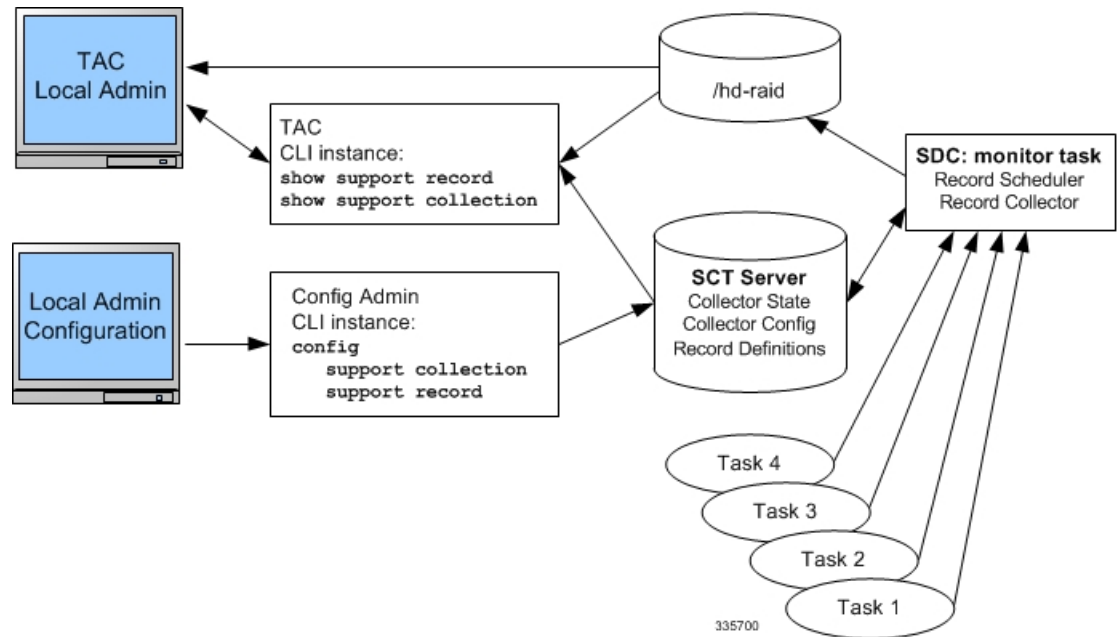 TAC
Local Admin
/hd-raid
TAC
CLI instance:
show support record
show support collection
SDC: monitor task
Record Scheduler
Record Collector
Local Admin
Configuration
Config Admin
CLI instance:
config
support collection
support record
SCT Server
Collector State
Collector Config
Record Definitions
Task 4
Task 3
Task 2
Task 1
335700